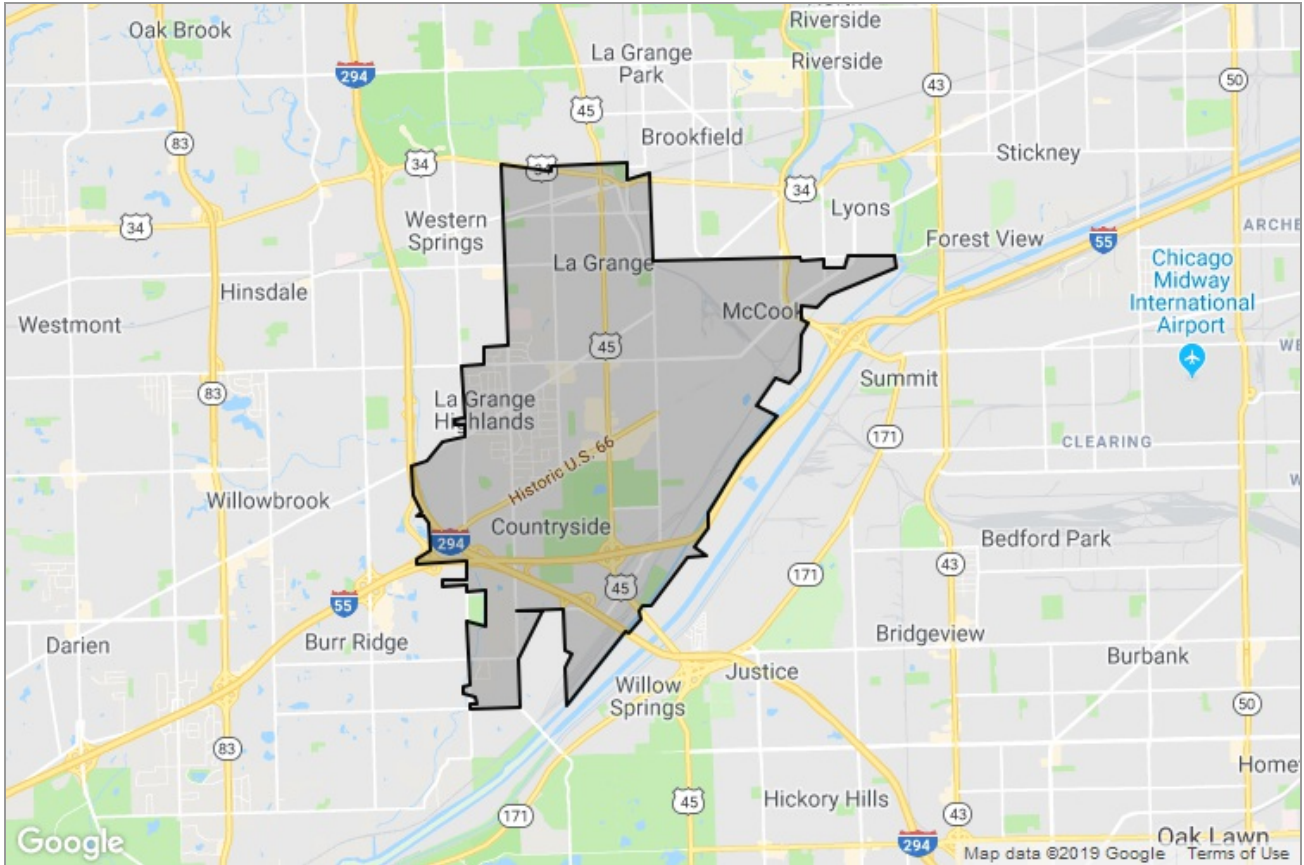 Oak Brook
294
83
La Grange
Park
45
Riverside
Riverside
43
50
Brookfield
34
34
34
Stickney
34
Western
Springs
Lyons
34
Forest View
55
ARCHE
La Grange
Chicago
Midway
International
Airport
Hinsdale
Westmont
McCook
45
WE
Summit
83
La Grange
Highlands
171
CLEARING
Historic U.S. 66
Willowbrook
W
Countryside
294
Bedford Park
43
171
45
55
Darien
Burr Ridge
Bridgeview
Burbank
Willow
Springs
Justice
50
83
Home
45
Hickory Hills
171
43
294
Oak Lawn
Google
Map data ©2019 Google
Terms of Use